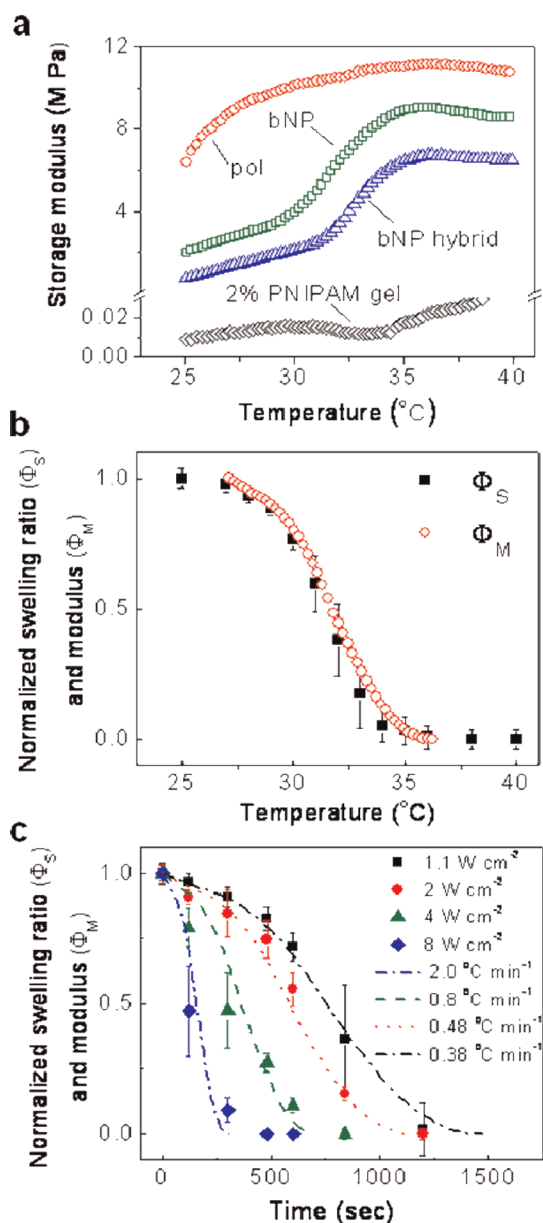 a
Storage modulus (M Pa)
12
8
4
0.02
0.00
pol
bNP
bNP hybrid
2% PNIPAM gel
25 30 35 40
Temperature (°C)
b
Normalized swelling ratio (ΦS)
and modulus (ΦM)
1.0
0.5
0.0
ΦS
ΦM
25 30 35 40
Temperature (°C)
c
Normalized swelling ratio (ΦS)
and modulus (ΦM)
1.0
0.5
0.0
1.1 W cm-2
2 W cm-2
4 W cm-2
8 W cm-2
2.0 °C min-1
0.8 °C min-1
0.48 °C min-1
0.38 °C min-1
0 500 1000 1500
Time (sec)